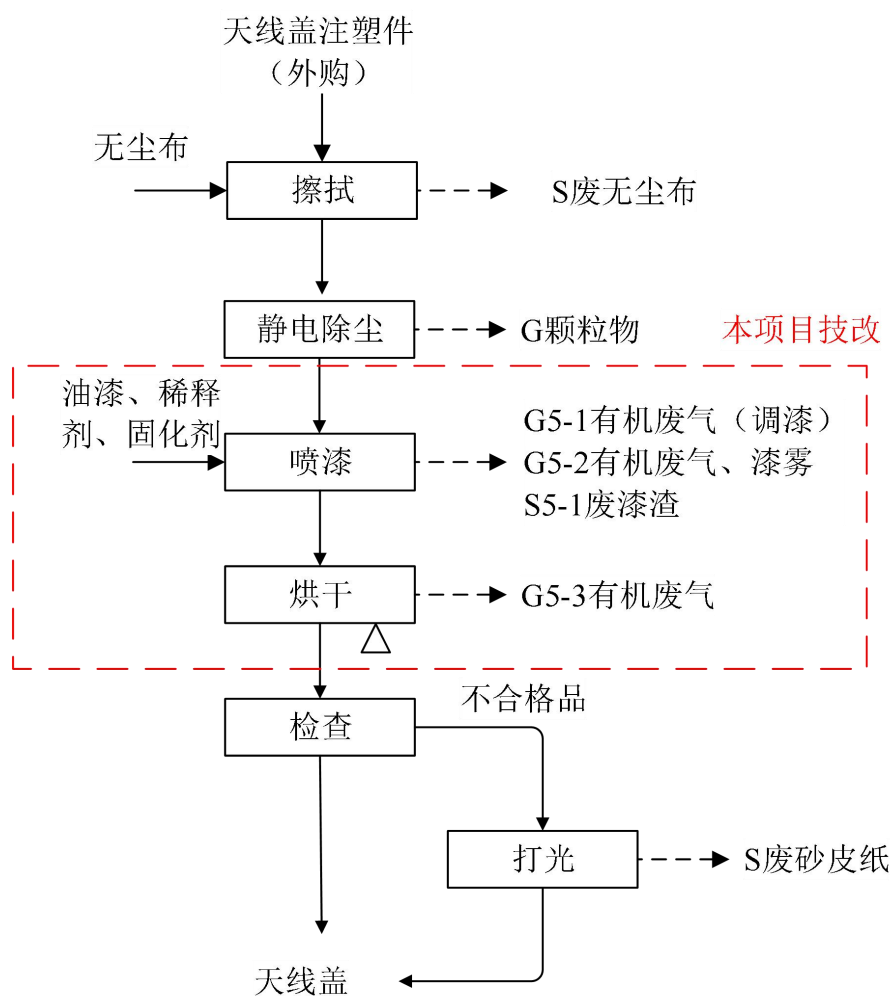 天线盖注塑件
（外购）
无尘布
擦拭
S废无尘布
静电除尘
G颗粒物
本项目技改
油漆、稀释
剂、固化剂
喷漆
G5-1有机废气（调漆）
G5-2有机废气、漆雾
S5-1废漆渣
烘干
G5-3有机废气
不合格品
检查
打光
S废砂皮纸
天线盖